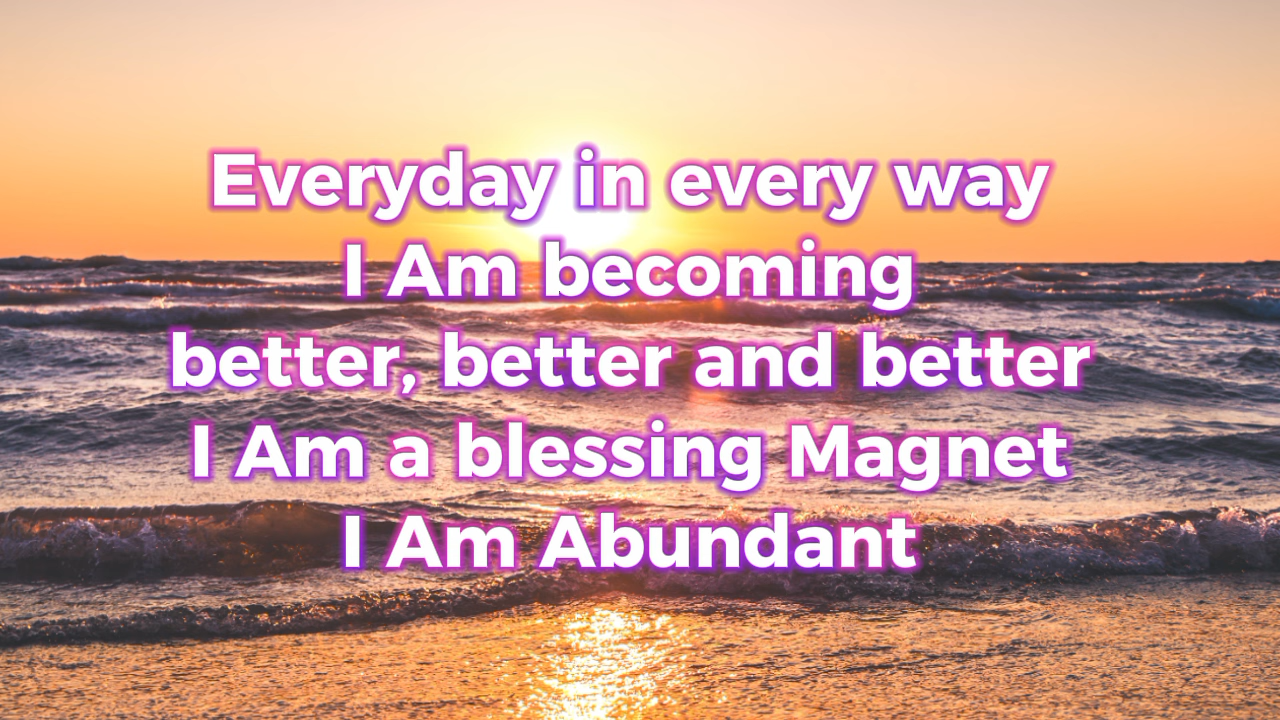 Everyday in every way
I Am becoming
better, better and better
I Am a blessing Magnet
I Am Abundant